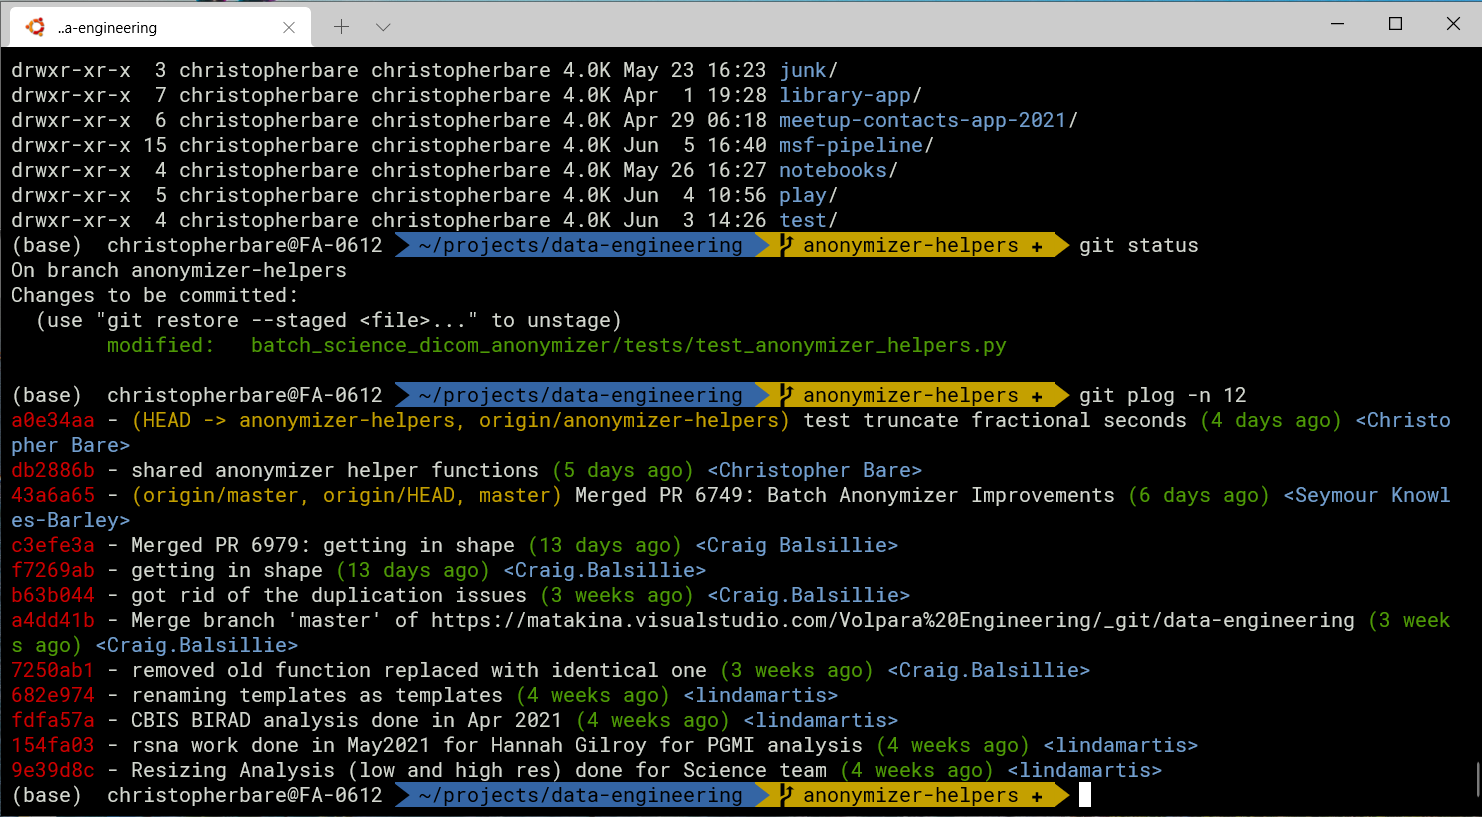 ..a-engineering
drwxr-xr-x  3 christopherbare christopherbare 4.0K May 23 16:23 junk/
drwxr-xr-x  7 christopherbare christopherbare 4.0K Apr  1 19:28 library-app/
drwxr-xr-x  6 christopherbare christopherbare 4.0K Apr 29 06:18 meetup-contacts-app-2021/
drwxr-xr-x 15 christopherbare christopherbare 4.0K Jun  5 16:40 msf-pipeline/
drwxr-xr-x  4 christopherbare christopherbare 4.0K May 26 16:27 notebooks/
drwxr-xr-x  5 christopherbare christopherbare 4.0K Jun  4 10:56 play/
drwxr-xr-x  4 christopherbare christopherbare 4.0K Jun  3 14:26 test/
(base)  christopherbare@FA-0612 ~/projects/data-engineering anonymizer-helpers + git status
On branch anonymizer-helpers
Changes to be committed:
  (use "git restore --staged <file>..." to unstage)
        modified:   batch_science_dicom_anonymizer/tests/test_anonymizer_helpers.py
(base)  christopherbare@FA-0612 ~/projects/data-engineering anonymizer-helpers + git plog -n 12
a0e34aa - (HEAD -> anonymizer-helpers, origin/anonymizer-helpers) test truncate fractional seconds (4 days ago) <Christo
pher Bare>
db2886b - shared anonymizer helper functions (5 days ago) <Christopher Bare>
43a6a65 - (origin/master, origin/HEAD, master) Merged PR 6749: Batch Anonymizer Improvements (6 days ago) <Seymour Knowl
es-Barley>
c3efe3a - Merged PR 6979: getting in shape (13 days ago) <Craig Balsillie>
f7269ab - getting in shape (13 days ago) <Craig.Balsillie>
b63b044 - got rid of the duplication issues (3 weeks ago) <Craig.Balsillie>
a4dd41b - Merge branch 'master' of https://matakina.visualstudio.com/Volpara%20Engineering/_git/data-engineering (3 week
s ago) <Craig.Balsillie>
7250ab1 - removed old function replaced with identical one (3 weeks ago) <Craig.Balsillie>
682e974 - renaming templates as templates (4 weeks ago) <lindamartis>
fdfa57a - CBIS BIRAD analysis done in Apr 2021 (4 weeks ago) <lindamartis>
154fa03 - rsna work done in May2021 for Hannah Gilroy for PGMI analysis (4 weeks ago) <lindamartis>
9e39d8c - Resizing Analysis (low and high res) done for Science team (4 weeks ago) <lindamartis>
(base)  christopherbare@FA-0612 ~/projects/data-engineering anonymizer-helpers +